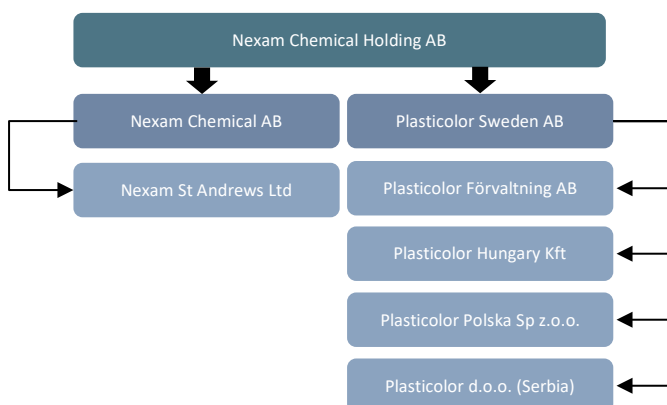 Nexam Chemical Holding AB
Nexam Chemical AB
Plasticolor Sweden AB
Nexam St Andrews Ltd
Plasticolor Förvaltning AB
Plasticolor Hungary Kft
Plasticolor Polska Sp z.o.o.
Plasticolor d.o.o. (Serbia)